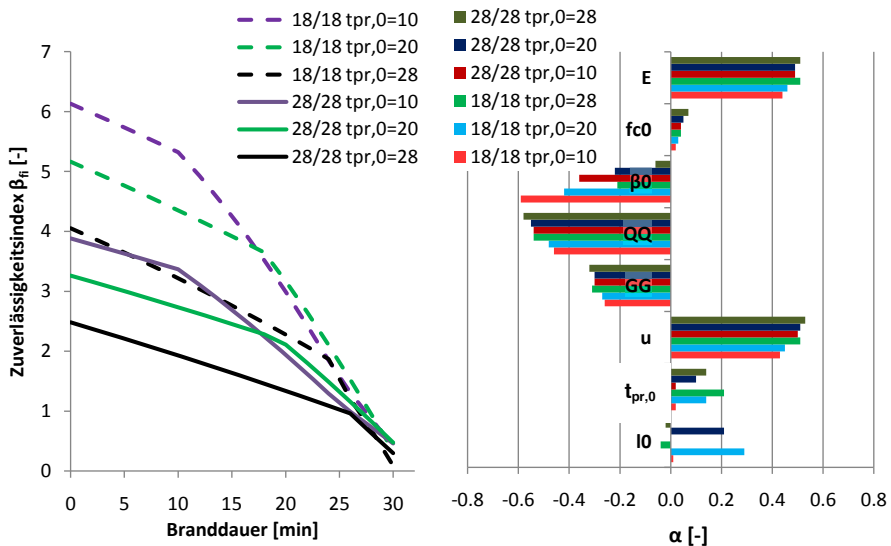 18/18 tpr,0=10
18/18 tpr,0=20
18/18 tpr,0=28
28/28 tpr,0=10
28/28 tpr,0=20
28/28 tpr,0=28
7
6
5
4
3
2
1
0
Zuverlässigkeitsindex βfi [-]
0 5 10 15 20 25 30
Branddauer [min]
28/28 tpr,0=28
28/28 tpr,0=20
28/28 tpr,0=10
18/18 tpr,0=28
18/18 tpr,0=20
18/18 tpr,0=10
E
fc0
β0
QQ
GG
u
tpr,0
I0
-0.8 -0.6 -0.4 -0.2 0.0 0.2 0.4 0.6 0.8
α [-]